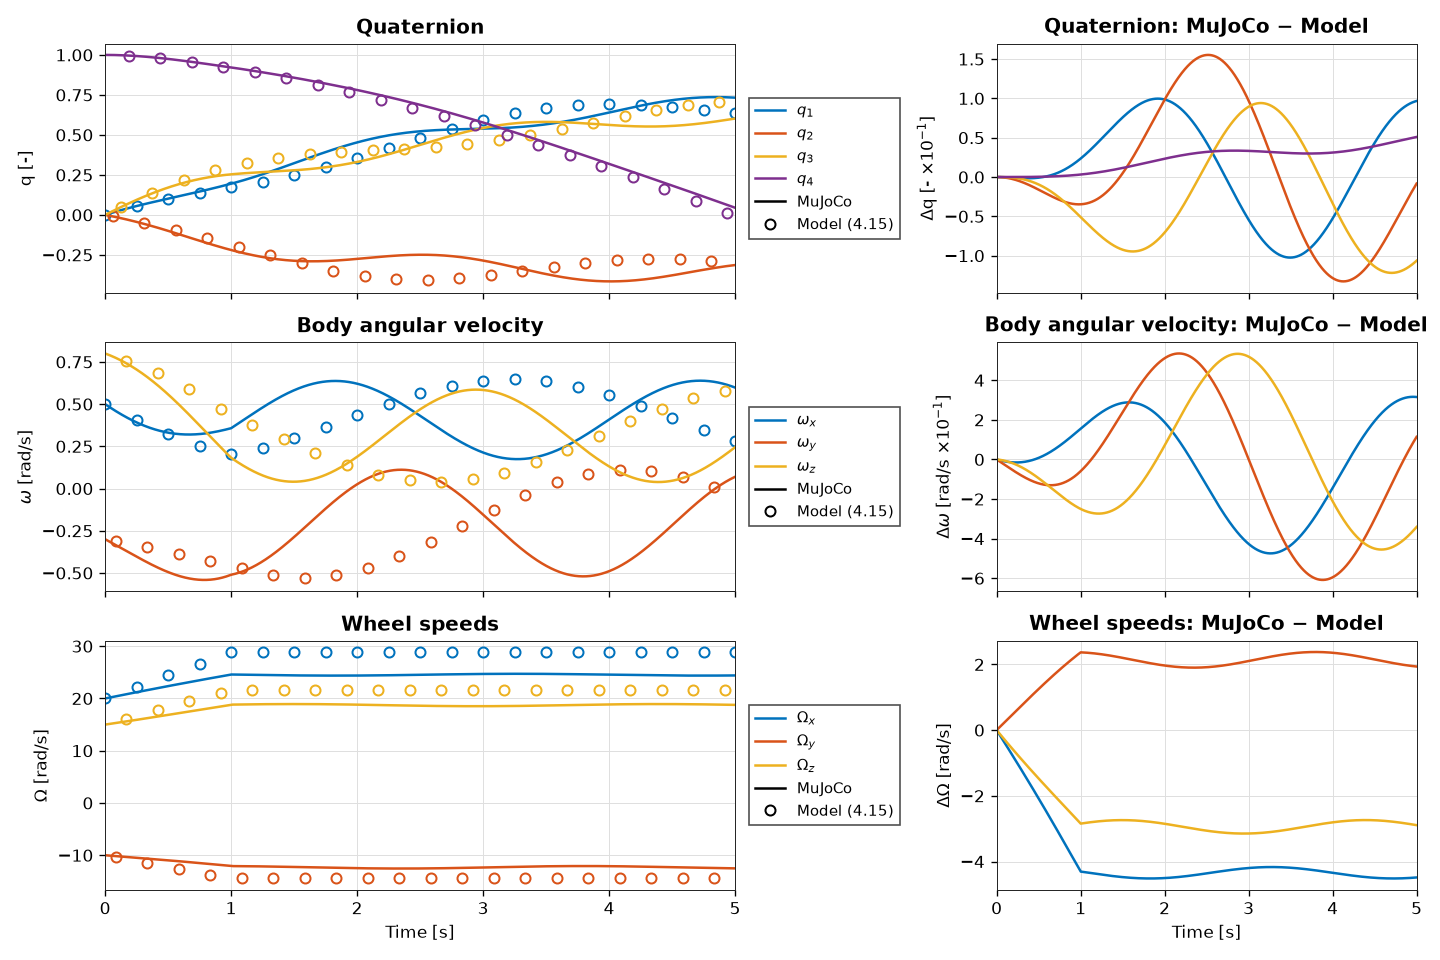 Quaternion
Quaternion: MuJoCo − Model
1.00
0.75
0.50
0.25
0.00
−0.25
q [-]
q₁
q₂
q₃
q₄
MuJoCo
Model (4.15)
1.5
1.0
0.5
0.0
−0.5
−1.0
Δq [- ×10⁻¹]
Body angular velocity
Body angular velocity: MuJoCo − Model
0.75
0.50
0.25
0.00
−0.25
−0.50
ω [rad/s]
ωₓ
ω_y
ω_z
MuJoCo
Model (4.15)
4
2
0
−2
−4
−6
Δω [rad/s ×10⁻¹]
Wheel speeds
Wheel speeds: MuJoCo − Model
30
20
10
0
−10
Ω [rad/s]
Ωₓ
Ω_y
Ω_z
MuJoCo
Model (4.15)
2
0
−2
−4
ΔΩ [rad/s]
0 1 2 3 4 5
Time [s]
0 1 2 3 4 5
Time [s]